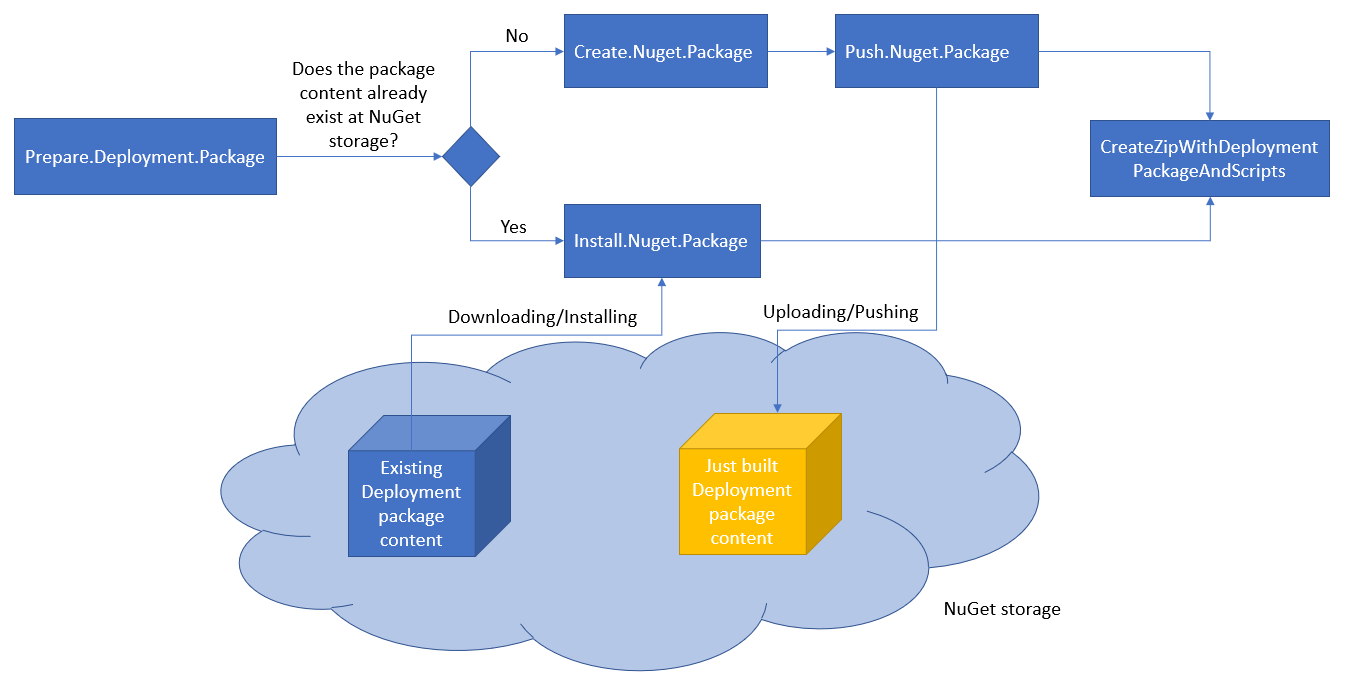 No
Create.Nuget.Package
Push.Nuget.Package
Does the package
content already
exist at NuGet
storage?
Prepare.Deployment.Package
CreateZipWithDeployment
PackageAndScripts
Yes
Install.Nuget.Package
Downloading/Installing
Uploading/Pushing
Existing
Deployment
package
content
Just built
Deployment
package
content
NuGet storage